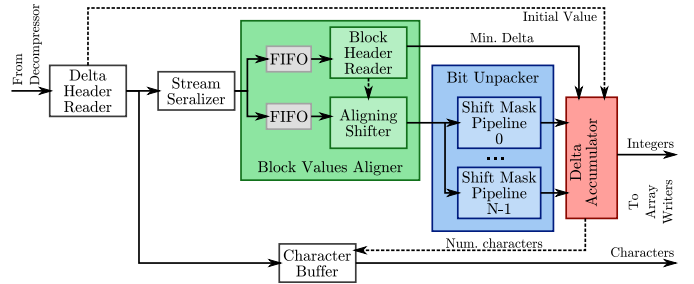 From
Decompressor
Delta
Header
Reader
Stream
Seralizer
FIFO
FIFO
Block
Header
Reader
Aligning
Shifter
Block Values Aligner
Initial Value
Min. Delta
Bit Unpacker
Shift Mask
Pipeline
0
...
Shift Mask
Pipeline
N-1
Delta
Accumulator
Integers
To
Array
Writers
Num. characters
Character
Buffer
Characters